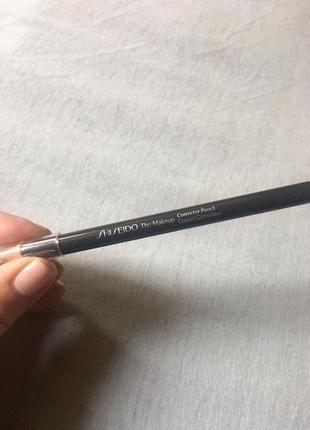 SHISEIDO The Makeup Corrector Pencil
Crayon Correcteur